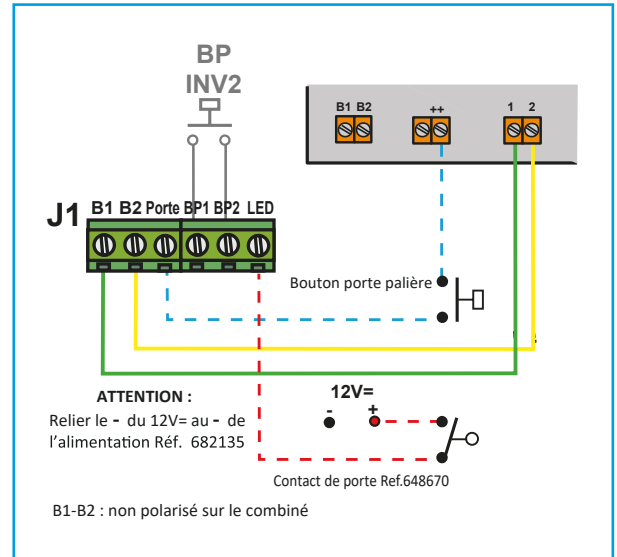 BP
INV2
B1 B2
++
1 2
J1
B1 B2 Porte BP1 BP2 LED
Bouton porte palière
ATTENTION :
12V=
- +
Relier le - du 12V= au - de
l'alimentation Réf. 682135
Contact de porte Ref.648670
B1-B2 : non polarisé sur le combiné